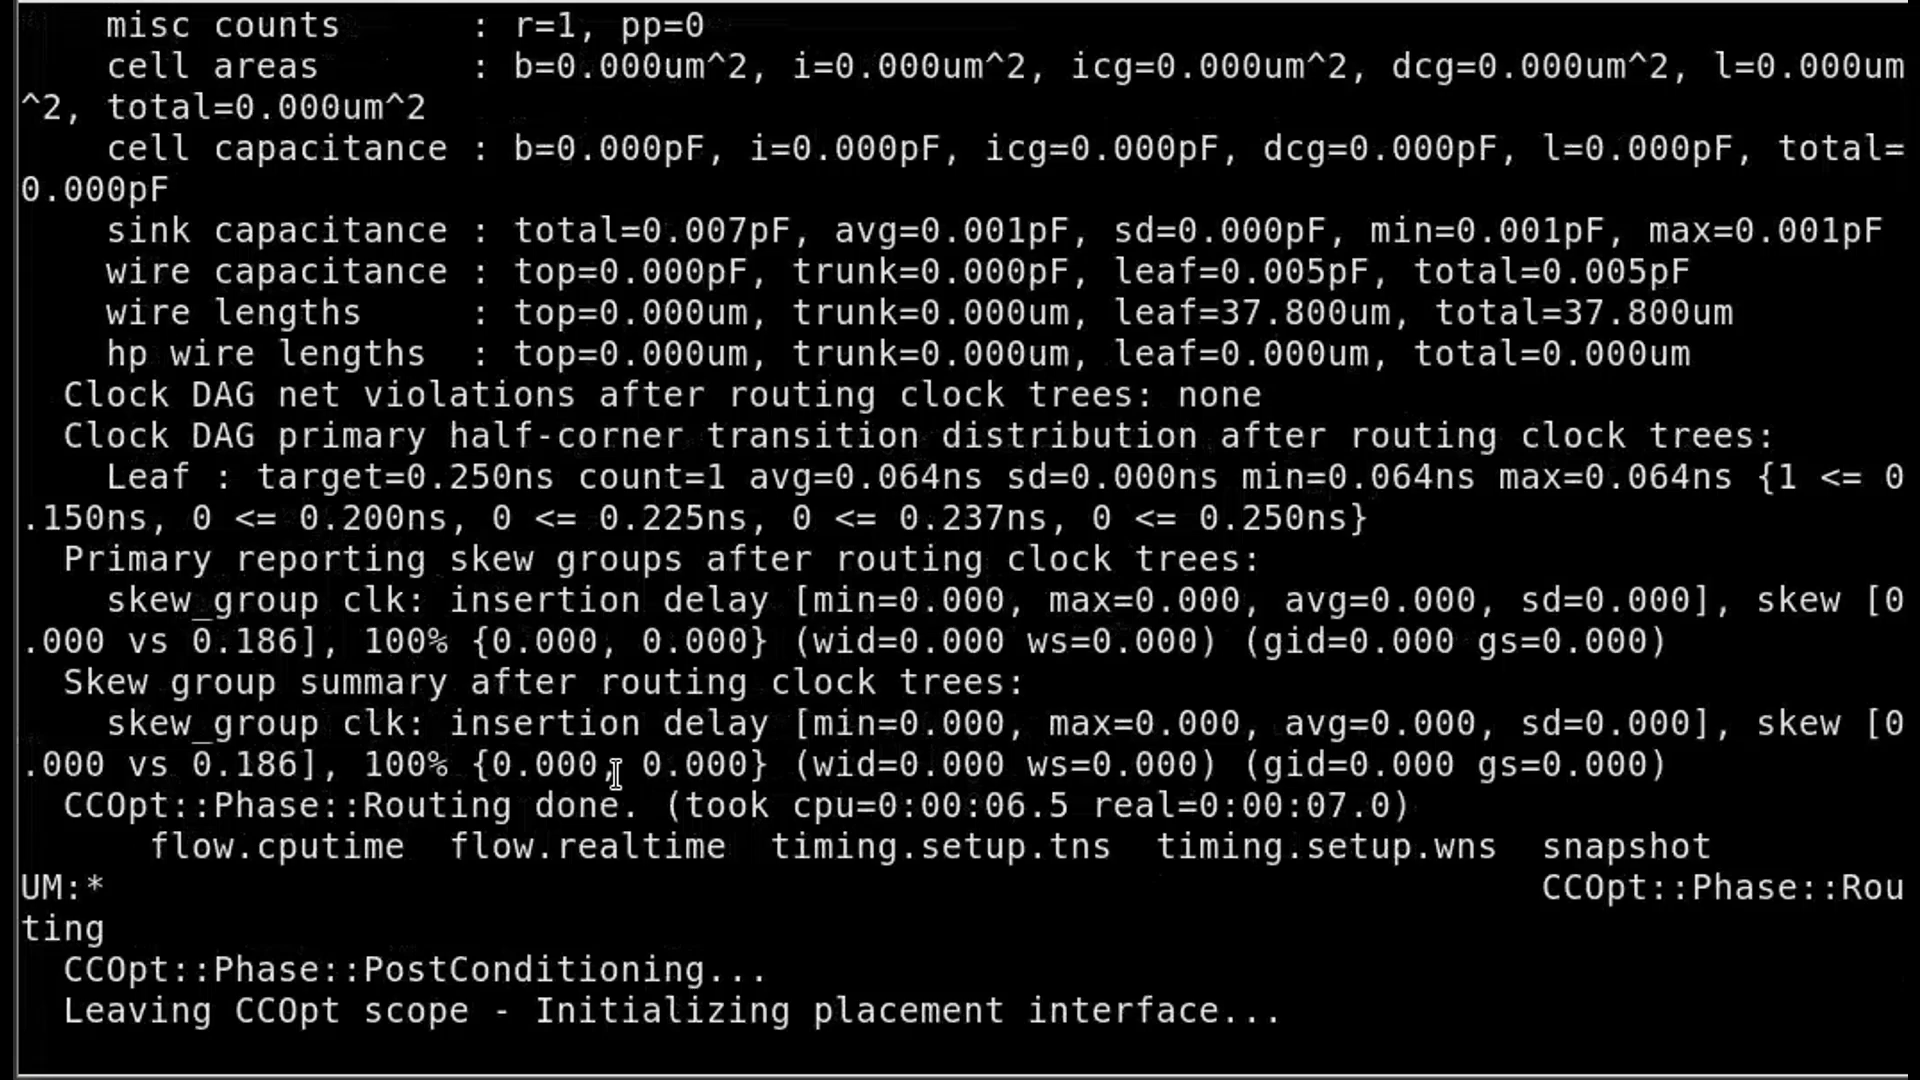 misc counts : r=1, pp=0
cell areas : b=0.000um^2, i=0.000um^2, icg=0.000um^2, dcg=0.000um^2, l=0.000um
^2, total=0.000um^2
cell capacitance : b=0.000pF, i=0.000pF, icg=0.000pF, dcg=0.000pF, l=0.000pF, total=
0.000pF
sink capacitance : total=0.007pF, avg=0.001pF, sd=0.000pF, min=0.001pF, max=0.001pF
wire capacitance : top=0.000pF, trunk=0.000pF, leaf=0.005pF, total=0.005pF
wire lengths : top=0.000um, trunk=0.000um, leaf=37.800um, total=37.800um
hp wire lengths : top=0.000um, trunk=0.000um, leaf=0.000um, total=0.000um
Clock DAG net violations after routing clock trees: none
Clock DAG primary half-corner transition distribution after routing clock trees:
Leaf : target=0.250ns count=1 avg=0.064ns sd=0.000ns min=0.064ns max=0.064ns {1 <= 0
.150ns, 0 <= 0.200ns, 0 <= 0.225ns, 0 <= 0.237ns, 0 <= 0.250ns}
Primary reporting skew groups after routing clock trees:
skew_group clk: insertion delay [min=0.000, max=0.000, avg=0.000, sd=0.000], skew [0
.000 vs 0.186], 100% {0.000, 0.000} (wid=0.000 ws=0.000) (gid=0.000 gs=0.000)
Skew group summary after routing clock trees:
skew_group clk: insertion delay [min=0.000, max=0.000, avg=0.000, sd=0.000], skew [0
.000 vs 0.186], 100% {0.000, 0.000} (wid=0.000 ws=0.000) (gid=0.000 gs=0.000)
CCOpt::Phase::Routing done. (took cpu=0:00:06.5 real=0:00:07.0)
flow.cputime flow.realtime timing.setup.tns timing.setup.wns snapshot
UM:* CCOpt::Phase::Rou
ting
CCOpt::Phase::PostConditioning...
Leaving CCOpt scope - Initializing placement interface...